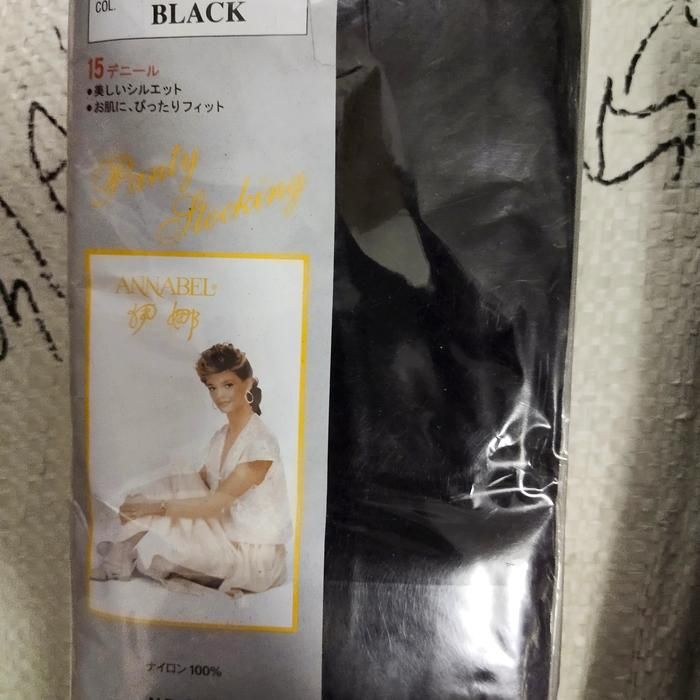 COL.
BLACK
15デニール
•美しいシルエット
•お肌に、ぴったりフィット
Panty
Stocking
ANNABEL®
伊娜
ナイロン100%